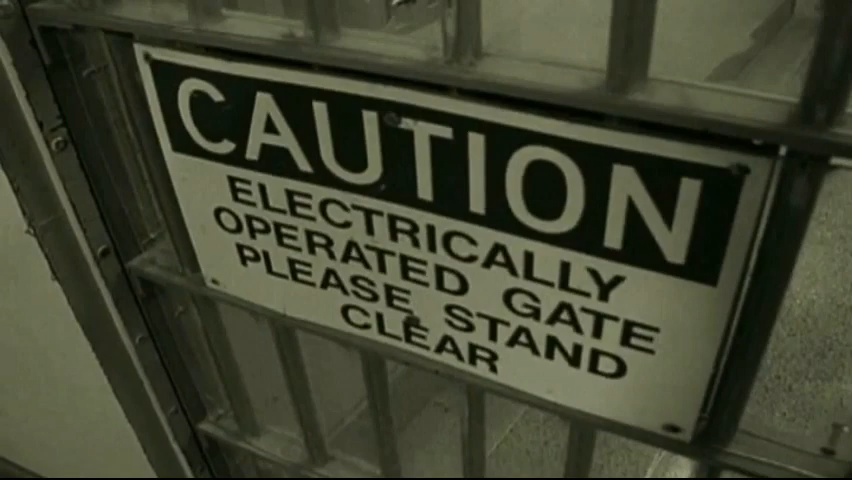 CAUTION
ELECTRICALLY
OPERATED GATE
PLEASE STAND
CLEAR